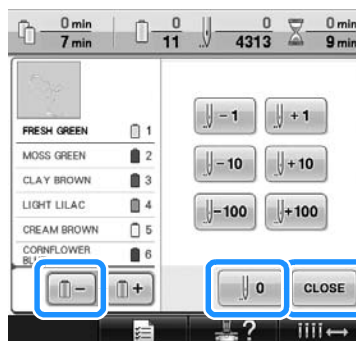 0 min 0 0 0 min
7 min 11 4313 9 min
FRESH GREEN 1
MOSS GREEN 2
CLAY BROWN 3
LIGHT LILAC 4
CREAM BROWN 5
CORNFLOWER 6
-1 +1
-10 +10
-100 +100
- + 0 CLOSE
?